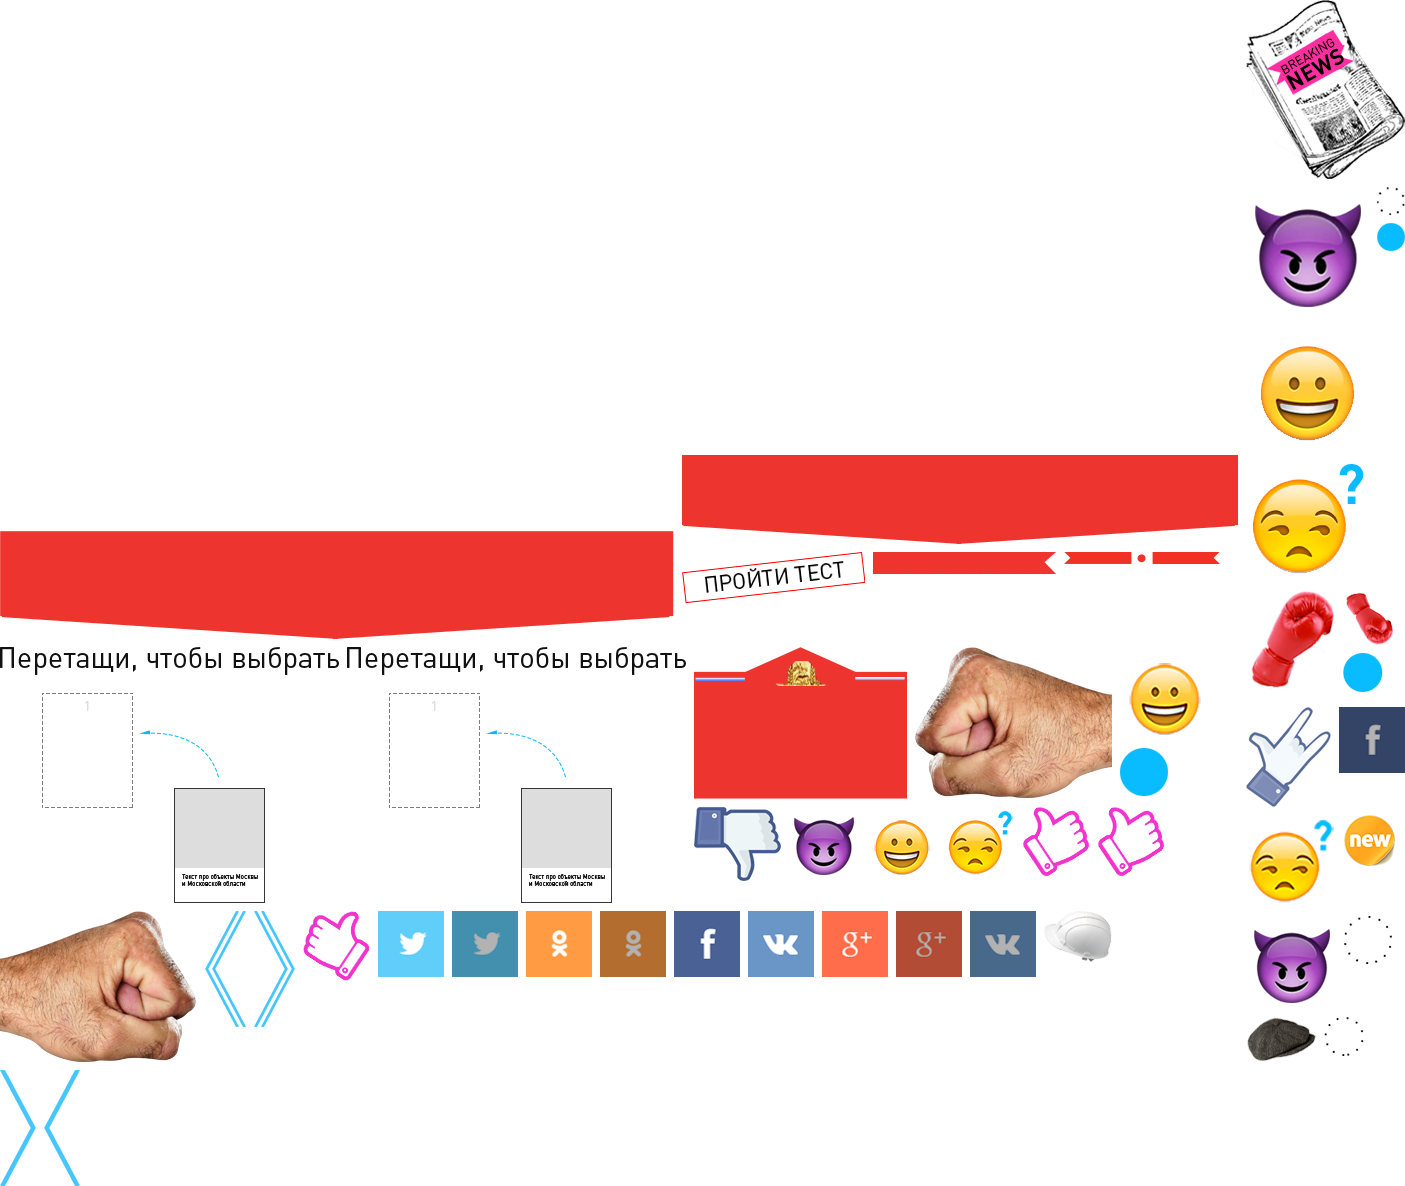 BREAKING
NEWS
?
ПРОЙТИ ТЕСТ
Перетащи, чтобы выбрать
Перетащи, чтобы выбрать
1
1
f
?
?
new
Текст про объекты Москвы
и Московской области
Текст про объекты Москвы
и Московской области
f
g+
g+